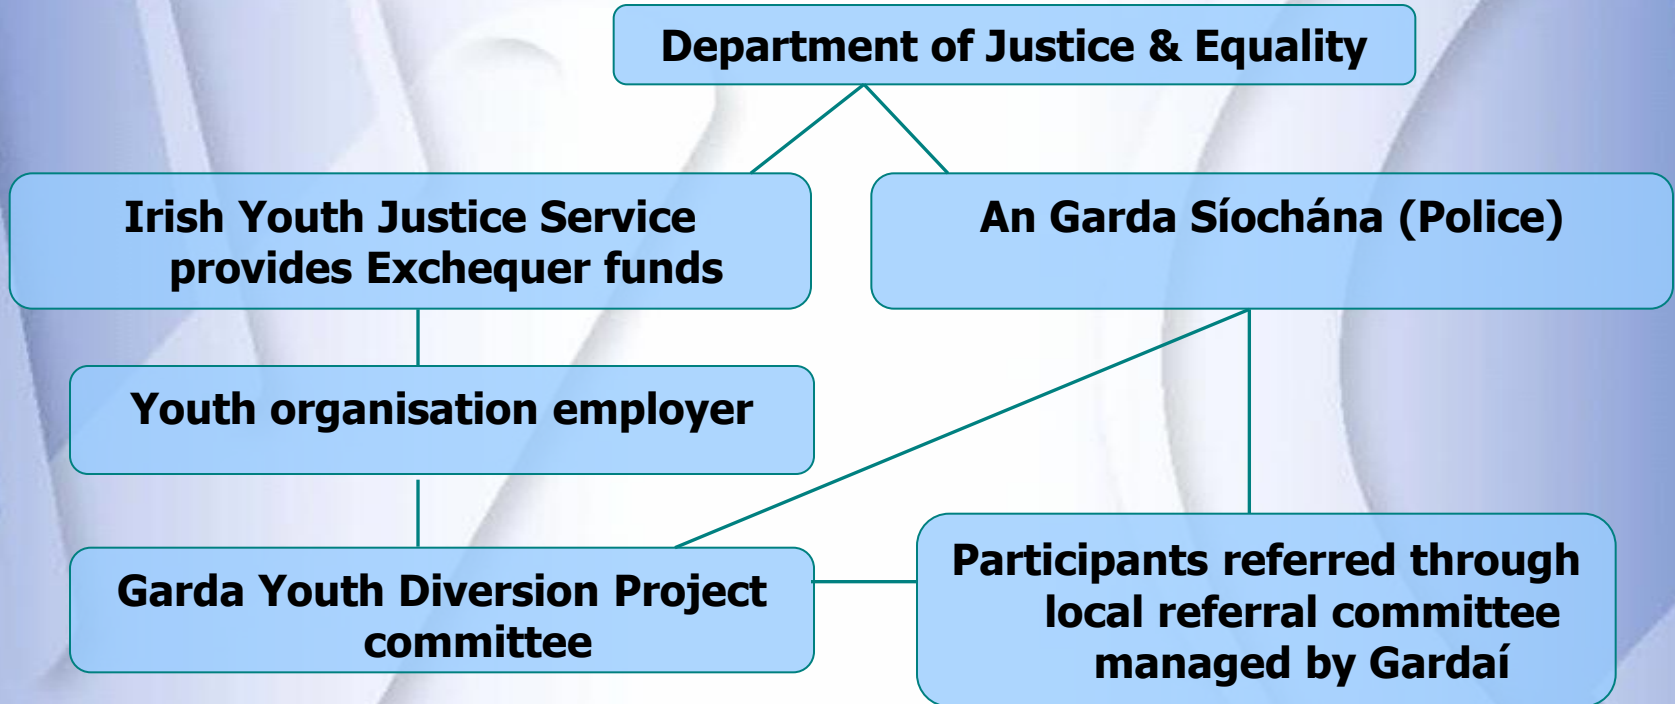 Department of Justice & Equality
Irish Youth Justice Service
provides Exchequer funds
An Garda Síochána (Police)
Youth organisation employer
Garda Youth Diversion Project
committee
Participants referred through
local referral committee
managed by Gardaí